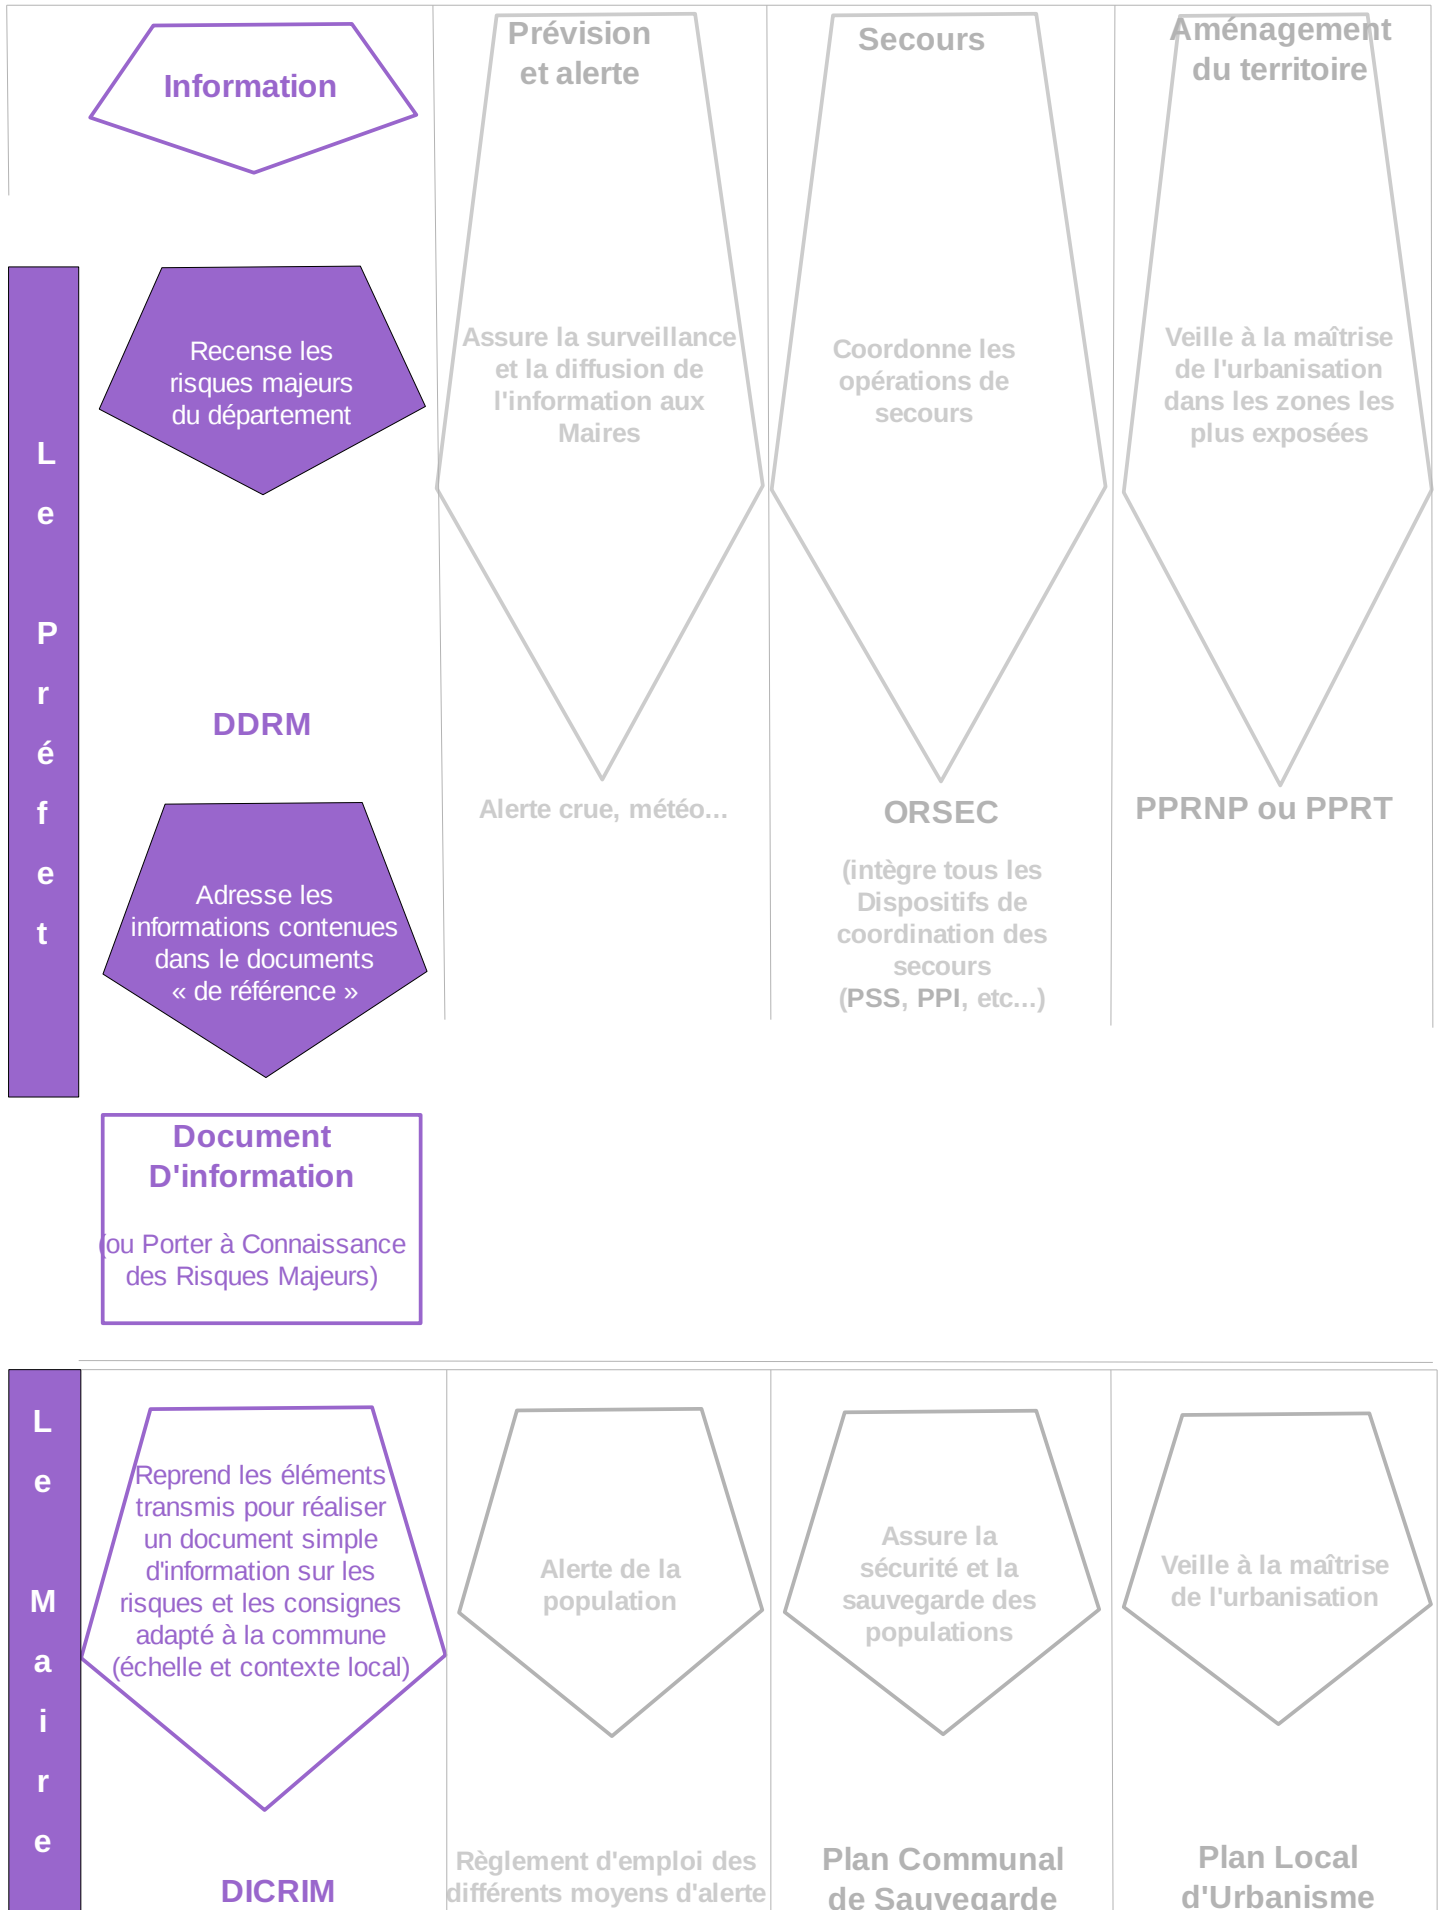 Information
Prévision
et alerte
Secours
Aménagement
du territoire
Le Préfet
Recense les
risques majeurs
du département
Assure la surveillance
et la diffusion de
l'information aux
Maires
Coordonne les
opérations de
secours
Veille à la maîtrise
de l'urbanisation
dans les zones les
plus exposées
DDRM
Alerte crue, météo...
ORSEC
(intègre tous les
Dispositifs de
coordination des
secours
(PSS, PPI, etc...)
PPRNP ou PPRT
Adresse les
informations contenues
dans le documents
« de référence »
Document
D'information
(ou Porter à Connaissance
des Risques Majeurs)
Le Maire
Reprend les éléments
transmis pour réaliser
un document simple
d'information sur les
risques et les consignes
adapté à la commune
(échelle et contexte local)
Alerte de la
population
Assure la
sécurité et la
sauvegarde des
populations
Veille à la maîtrise
de l'urbanisation
DICRIM
Règlement d'emploi des
différents moyens d'alerte
Plan Communal
de Sauvegarde
Plan Local
d'Urbanisme